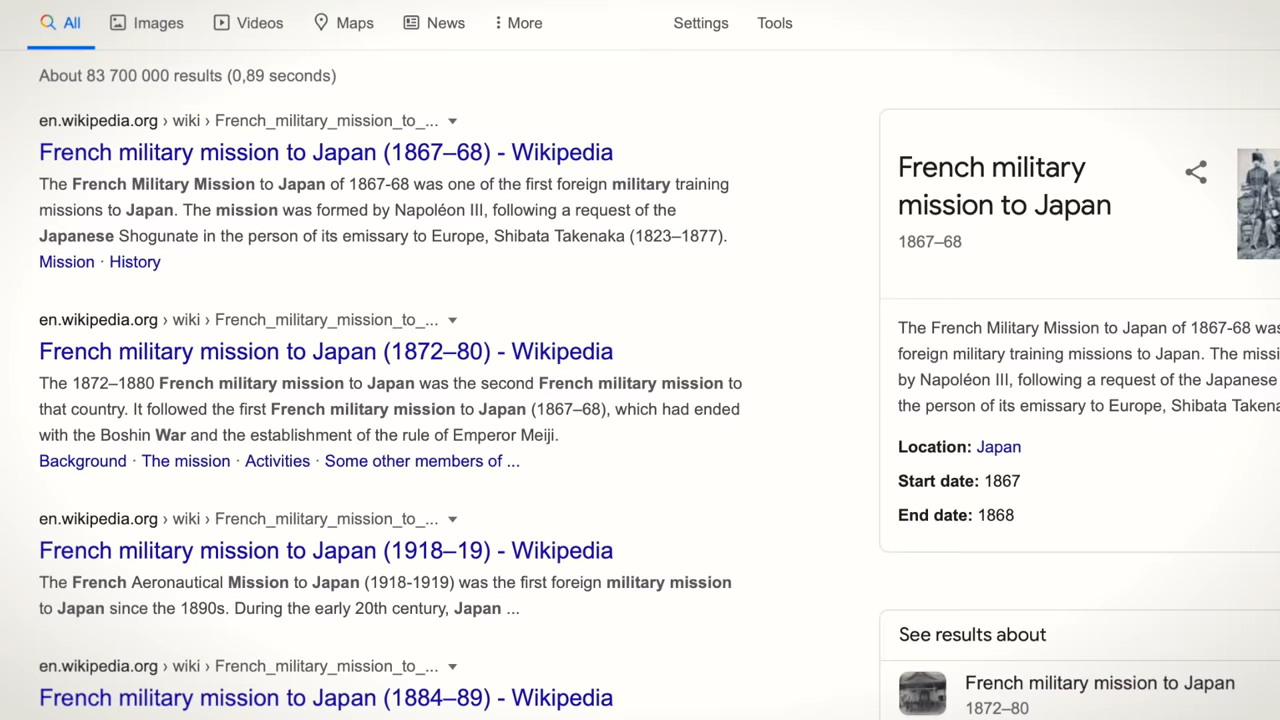 All Images Videos Maps News More Settings Tools
About 83 700 000 results (0,89 seconds)
en.wikipedia.org › wiki › French_military_mission_to_...
French military mission to Japan (1867–68) - Wikipedia
The French Military Mission to Japan of 1867-68 was one of the first foreign military training
missions to Japan. The mission was formed by Napoléon III, following a request of the
Japanese Shogunate in the person of its emissary to Europe, Shibata Takenaka (1823–1877).
Mission · History
en.wikipedia.org › wiki › French_military_mission_to_...
French military mission to Japan (1872–80) - Wikipedia
The 1872–1880 French military mission to Japan was the second French military mission to
that country. It followed the first French military mission to Japan (1867–68), which had ended
with the Boshin War and the establishment of the rule of Emperor Meiji.
Background · The mission · Activities · Some other members of ...
en.wikipedia.org › wiki › French_military_mission_to_...
French military mission to Japan (1918–19) - Wikipedia
The French Aeronautical Mission to Japan (1918-1919) was the first foreign military mission
to Japan since the 1890s. During the early 20th century, Japan ...
en.wikipedia.org › wiki › French_military_mission_to_...
French military mission to Japan (1884–89) - Wikipedia
French military
mission to Japan
1867–68
The French Military Mission to Japan of 1867-68 was
foreign military training missions to Japan. The missi
by Napoléon III, following a request of the Japanese
the person of its emissary to Europe, Shibata Takena
Location: Japan
Start date: 1867
End date: 1868
See results about
French military mission to Japan
1872–80